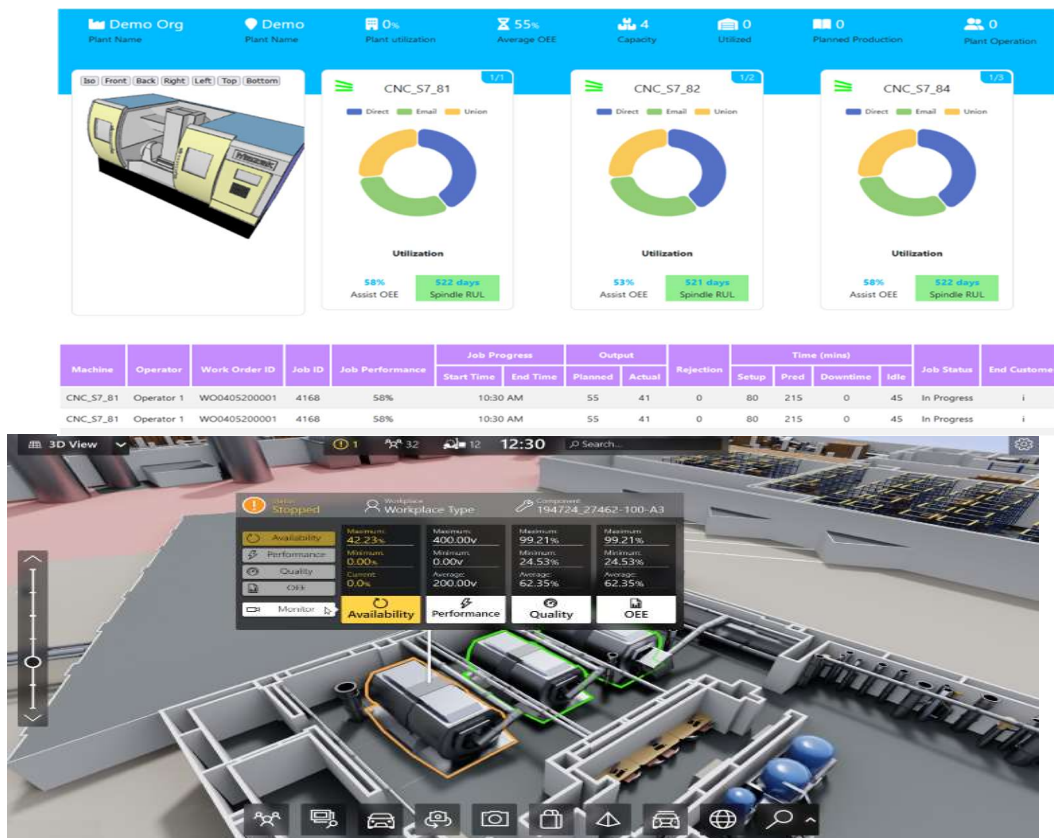 Demo Org
Plant Name
Demo
Plant Name
0%
Plant utilization
55%
Average OEE
4
Capacity
0
Utilized
0
Planned Production
0
Plant Operation
Iso Front Back Right Left Top Bottom
1/1
CNC_S7_81
Direct Email Union
Utilization
58% 522 days
Assist OEE Spindle RUL
1/2
CNC_S7_82
Direct Email Union
Utilization
53% 521 days
Assist OEE Spindle RUL
1/3
CNC_S7_84
Direct Email Union
Utilization
58% 522 days
Assist OEE Spindle RUL
Job Progress Output Time (mins)
Machine Operator Work Order ID Job ID Job Performance Rejection Job Status End Custome
Start Time End Time Planned Actual Setup Pred Downtime Idle
CNC_S7_81 Operator 1 WO0405200001 4168 58% 10:30 AM 55 41 0 80 215 0 45 In Progress i
CNC_S7_81 Operator 1 WO0405200001 4168 58% 10:30 AM 55 41 0 80 215 0 45 In Progress i
3D View 1 32 12 12:30 Search...
Stopped
Workplace
Workplace Type
Component
194724_27462-100-A3
Availability
Performance
Quality
OEE
Monitor
Maximum:
42.23%
Minimum:
0.00%
Current:
0.0%
Availability
Maximum:
400.00v
Minimum:
0.00v
Average:
200.00v
Performance
Maximum:
99.21%
Minimum:
24.53%
Average:
62.35%
Quality
Maximum:
99.21%
Minimum:
24.53%
Average:
62.35%
OEE